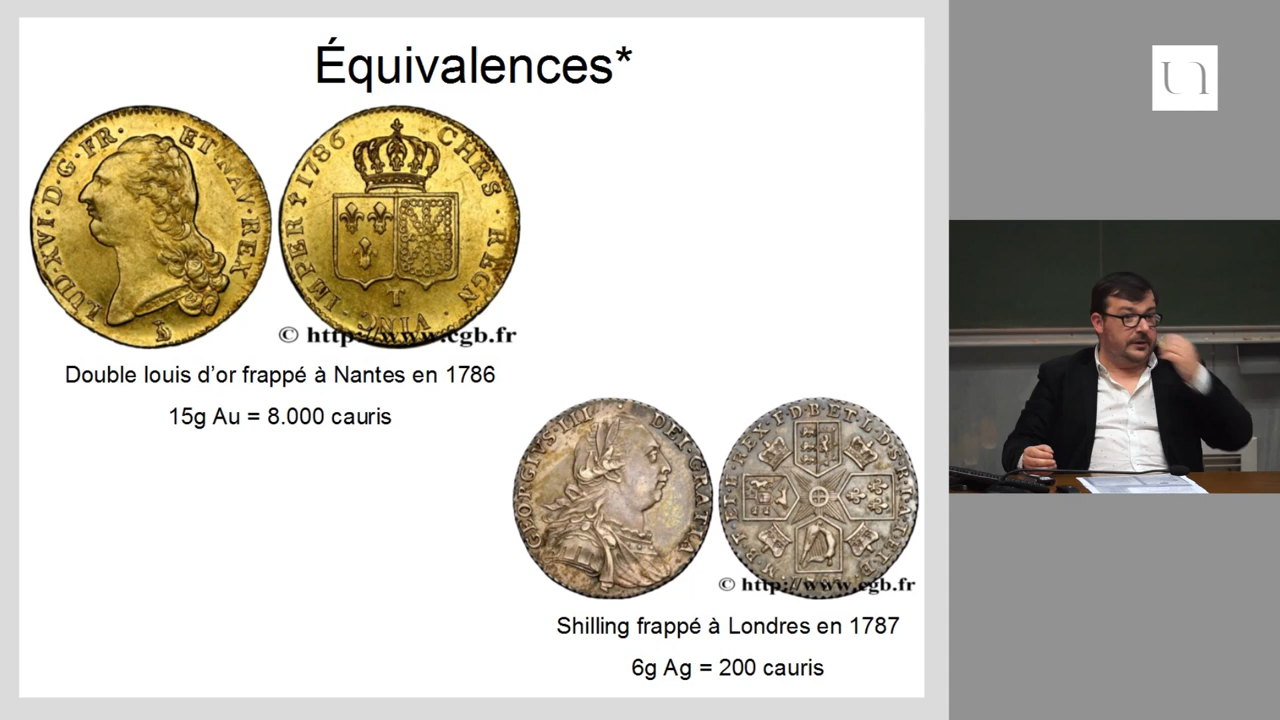 Équivalences*
LUD·XVI·D·G·FR· ET·NAV·REX
CHRS · REGN
IMPER 1786
T
© http://www.cgb.fr
Double louis d'or frappé à Nantes en 1786
15g Au = 8.000 cauris
GEORGIVS·III DEI·GRATIA
© http://www.cgb.fr
Shilling frappé à Londres en 1787
6g Ag = 200 cauris